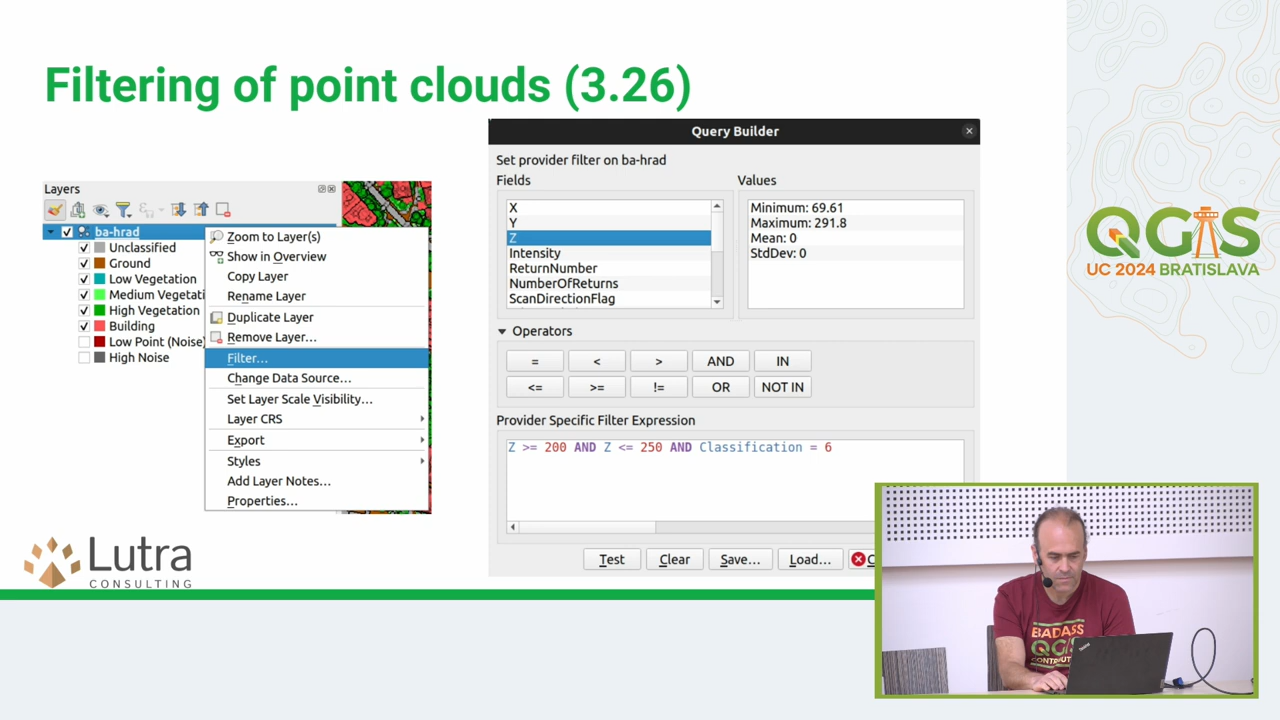 Filtering of point clouds (3.26)
Layers
ba-hrad
Unclassified
Ground
Low Vegetation
Medium Vegetati
High Vegetation
Building
Low Point (Noise)
High Noise
Zoom to Layer(s)
Show in Overview
Copy Layer
Rename Layer
Duplicate Layer
Remove Layer…
Filter…
Change Data Source…
Set Layer Scale Visibility…
Layer CRS
Export
Styles
Add Layer Notes…
Properties…
Query Builder
Set provider filter on ba-hrad
Fields
Values
X
Y
Z
Intensity
ReturnNumber
NumberOfReturns
ScanDirectionFlag
Minimum: 69.61
Maximum: 291.8
Mean: 0
StdDev: 0
Operators
= < > AND IN
<= >= != OR NOT IN
Provider Specific Filter Expression
Z >= 200 AND Z <= 250 AND Classification = 6
Test Clear Save… Load…
Lutra
CONSULTING
QGIS
UC 2024 BRATISLAVA
BADASS
QGIS